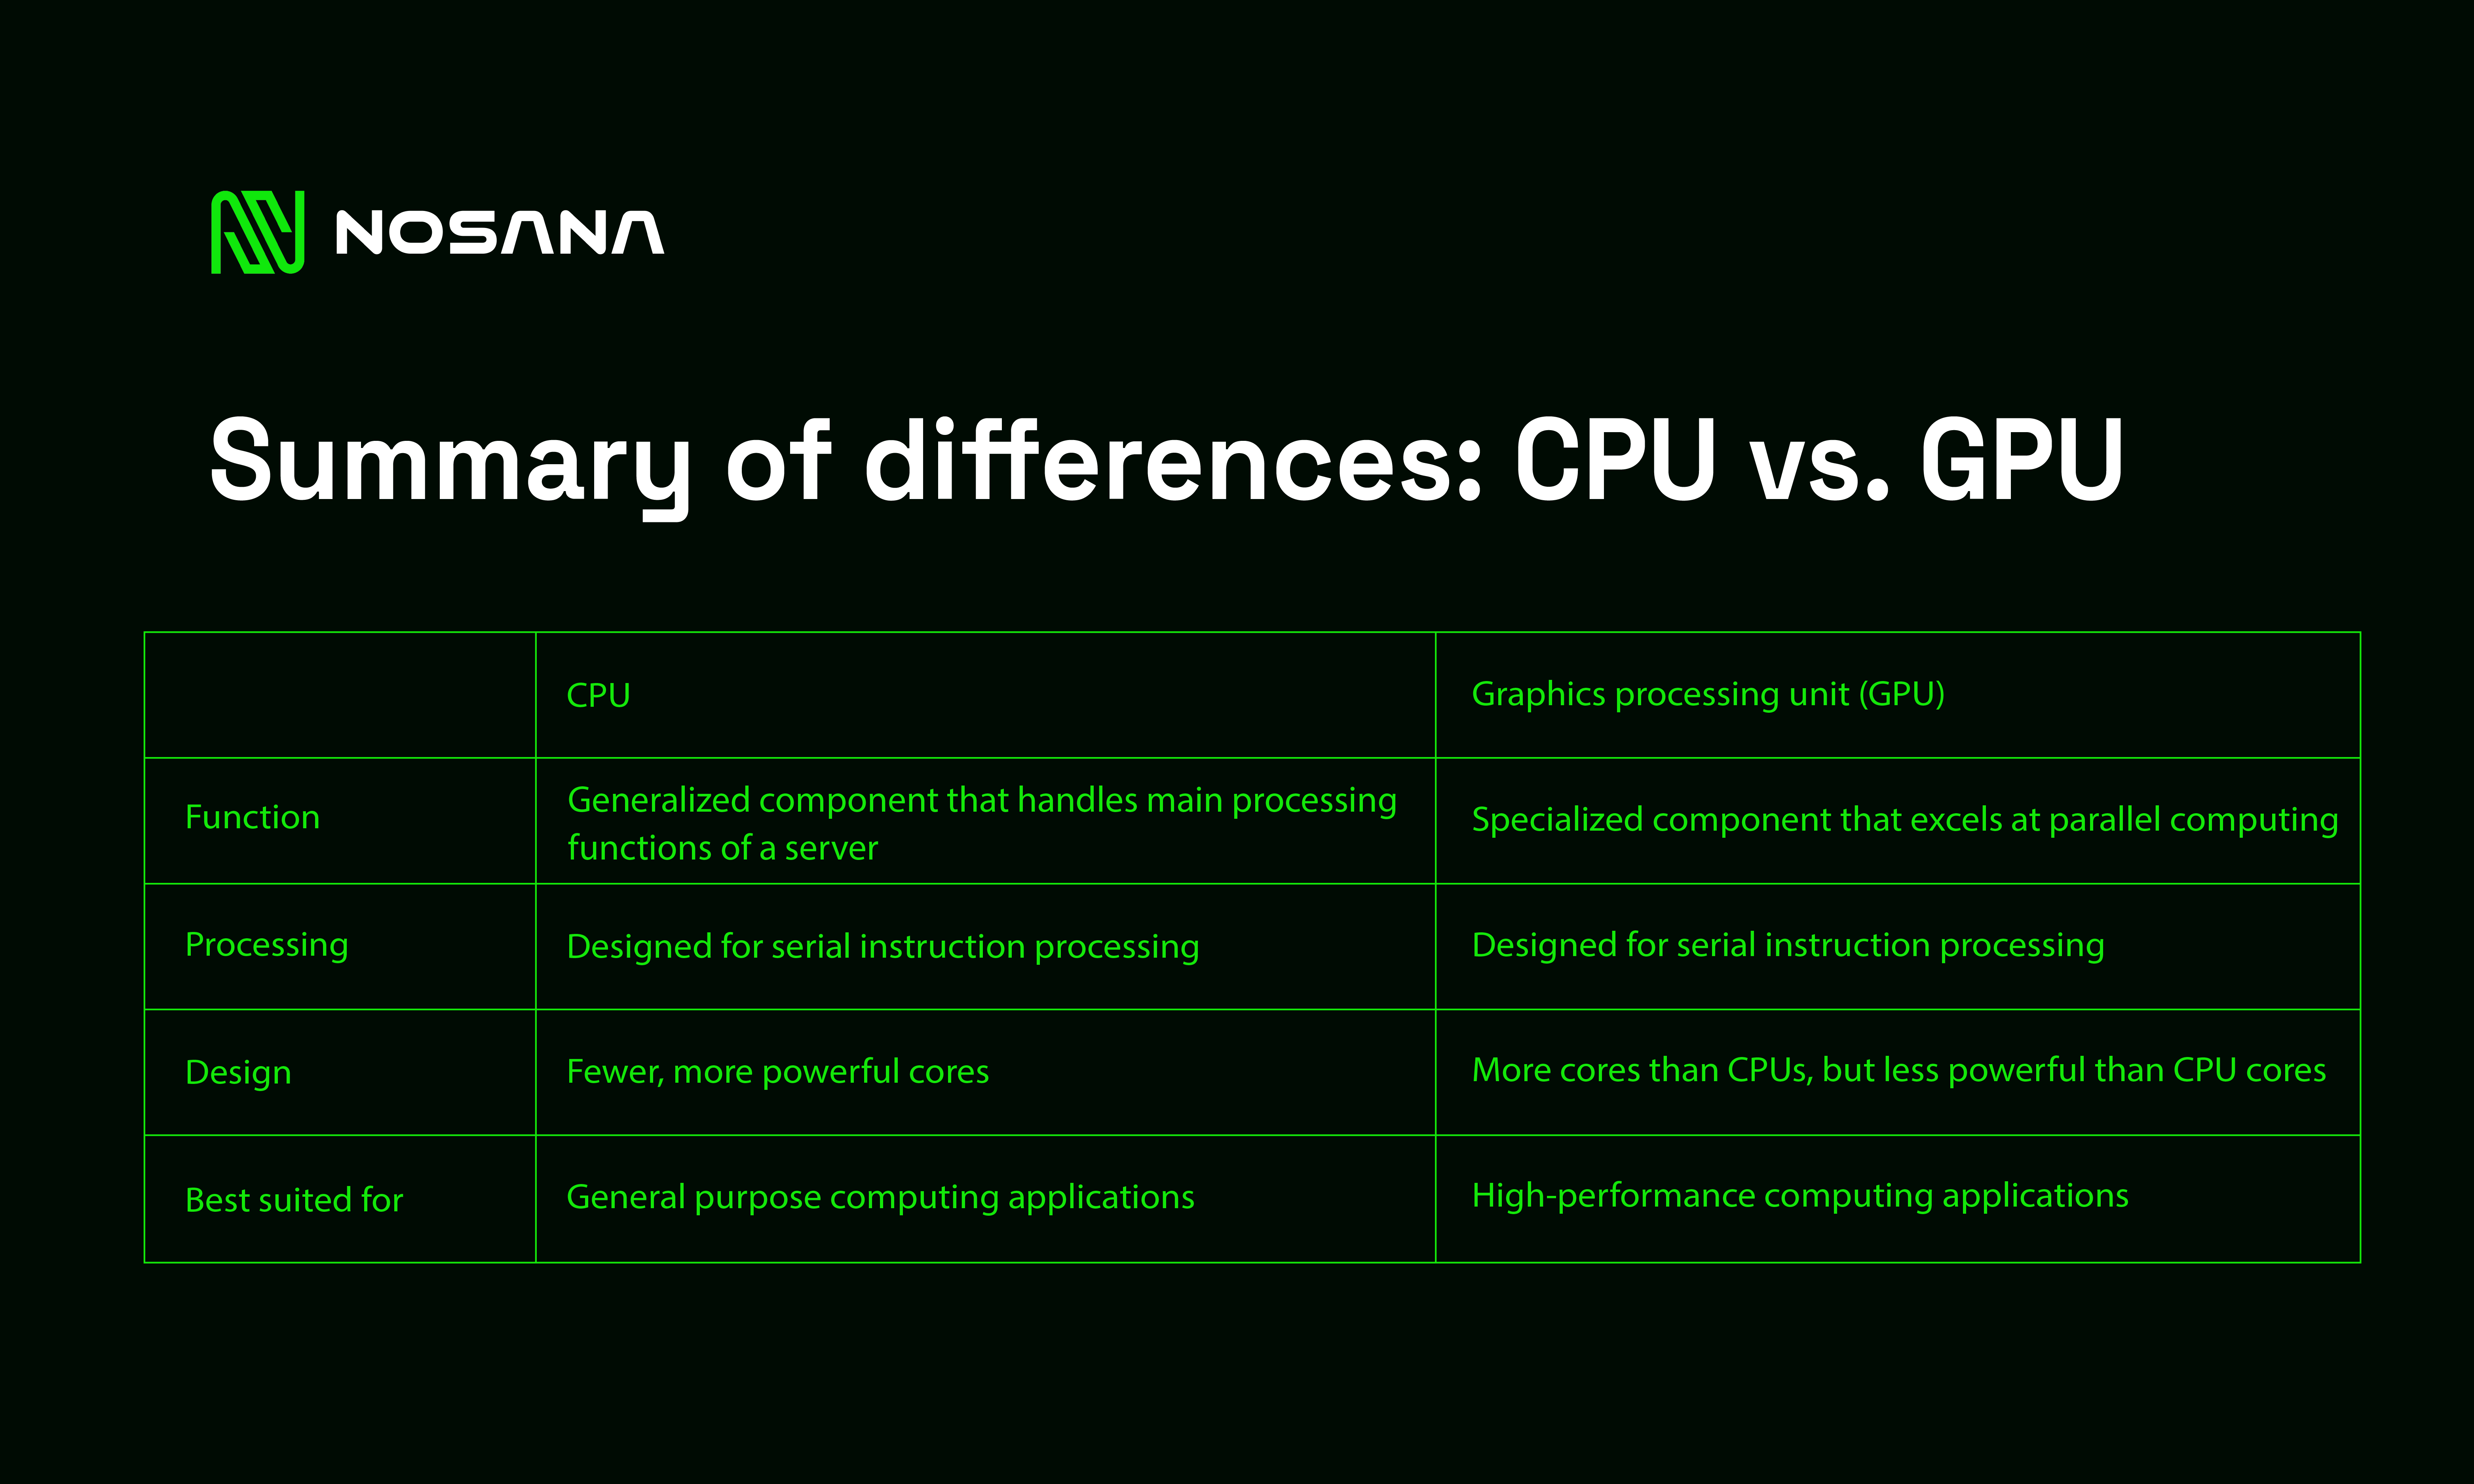 NOSANA
Summary of differences: CPU vs. GPU
CPU
Graphics processing unit (GPU)
Function
Generalized component that handles main processing
functions of a server
Specialized component that excels at parallel computing
Processing
Designed for serial instruction processing
Designed for serial instruction processing
Design
Fewer, more powerful cores
More cores than CPUs, but less powerful than CPU cores
Best suited for
General purpose computing applications
High-performance computing applications